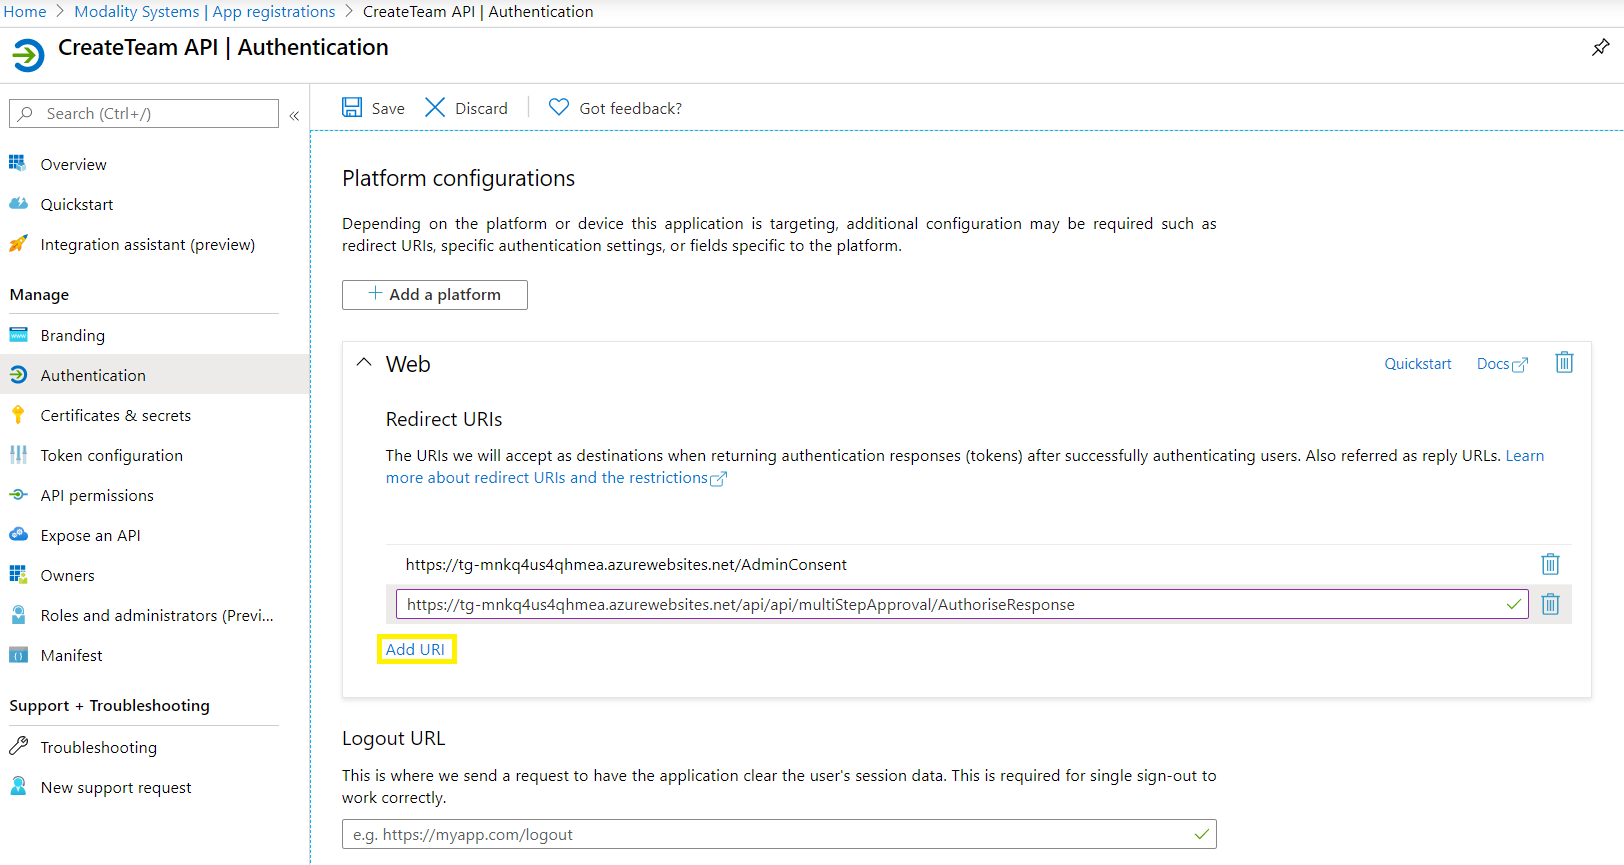 Home > Modality Systems | App registrations > CreateTeam API | Authentication
CreateTeam API | Authentication
Search (Ctrl+/)
«
Overview
Quickstart
Integration assistant (preview)
Manage
Branding
Authentication
Certificates & secrets
Token configuration
API permissions
Expose an API
Owners
Roles and administrators (Previ...
Manifest
Support + Troubleshooting
Troubleshooting
New support request
Save Discard Got feedback?
Platform configurations
Depending on the platform or device this application is targeting, additional configuration may be required such as
redirect URIs, specific authentication settings, or fields specific to the platform.
+ Add a platform
Web Quickstart Docs
Redirect URIs
The URIs we will accept as destinations when returning authentication responses (tokens) after successfully authenticating users. Also referred as reply URLs. Learn
more about redirect URIs and the restrictions
https://tg-mnkq4us4qhmea.azurewebsites.net/AdminConsent
https://tg-mnkq4us4qhmea.azurewebsites.net/api/api/multiStepApproval/AuthoriseResponse
Add URI
Logout URL
This is where we send a request to have the application clear the user's session data. This is required for single sign-out to
work correctly.
e.g. https://myapp.com/logout